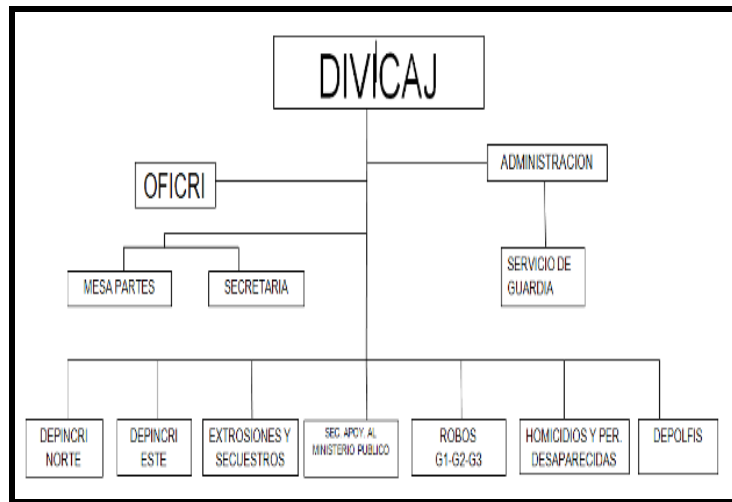 DIVICAJ
ADMINISTRACION
OFICRI
SERVICIO DE
GUARDIA
MESA PARTES
SECRETARIA
DEPINCRI
NORTE
DEPINCRI
ESTE
EXTROSIONES Y
SECUESTROS
SEC. APOY. AL
MINISTERIO PUBLICO
ROBOS
G1-G2-G3
HOMICIDIOS Y PER.
DESAPARECIDAS
DEPOLFIS